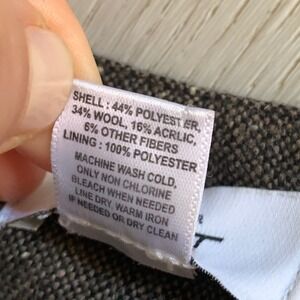 SHELL : 44% POLYESTER,
34% WOOL, 16% ACRLIC,
6% OTHER FIBERS
LINING : 100% POLYESTER
MACHINE WASH COLD,
ONLY NON CHLORINE
BLEACH WHEN NEEDED
LINE DRY, WARM IRON
IF NEEDED OR DRY CLEAN